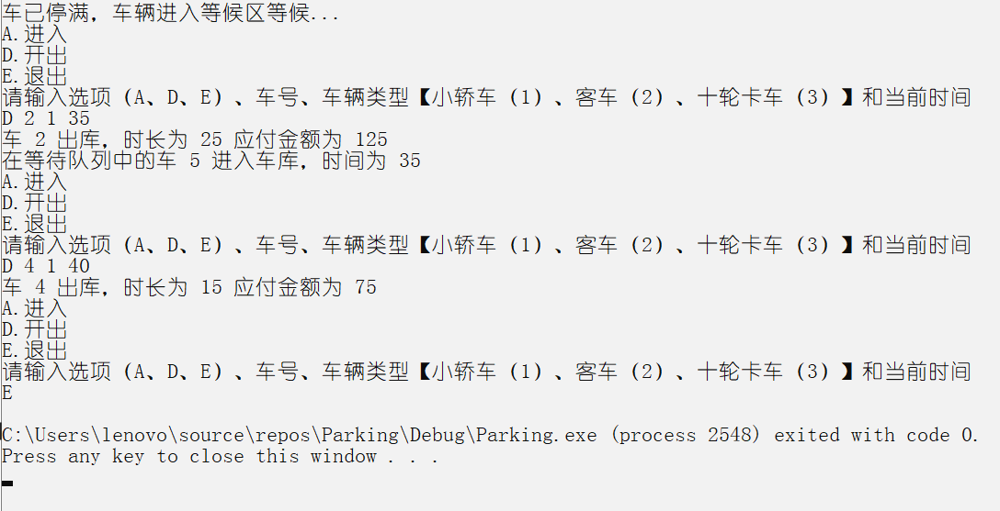 车已停满，车辆进入等候区等候...
A.进入
D.开出
E.退出
请输入选项（A、D、E）、车号、车辆类型【小轿车（1）、客车（2）、十轮卡车（3）】和当前时间
D 2 1 35
车 2 出库，时长为 25 应付金额为 125
在等待队列中的车 5 进入车库，时间为 35
A.进入
D.开出
E.退出
请输入选项（A、D、E）、车号、车辆类型【小轿车（1）、客车（2）、十轮卡车（3）】和当前时间
D 4 1 40
车 4 出库，时长为 15 应付金额为 75
A.进入
D.开出
E.退出
请输入选项（A、D、E）、车号、车辆类型【小轿车（1）、客车（2）、十轮卡车（3）】和当前时间
E
C:\Users\lenovo\source\repos\Parking\Debug\Parking.exe (process 2548) exited with code 0.
Press any key to close this window . . .